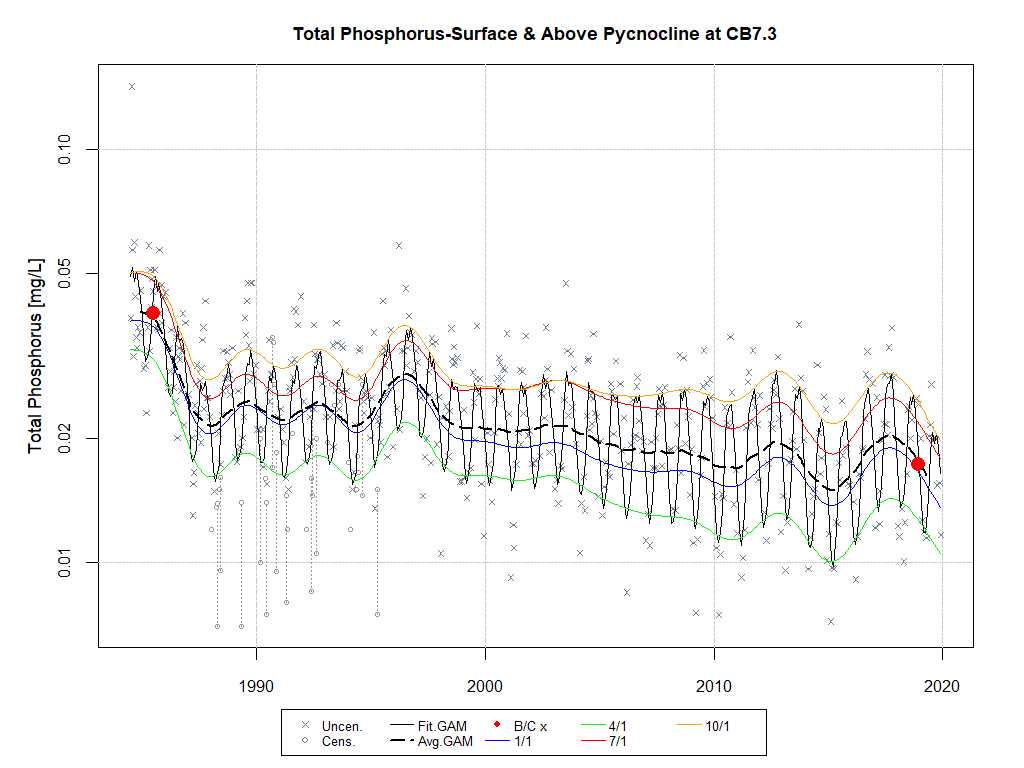 Total Phosphorus-Surface & Above Pycnocline at CB7.3
Total Phosphorus [mg/L]
0.10
0.05
0.02
0.01
1990 2000 2010 2020
Uncen. Fit.GAM B/C x 4/1 10/1
Cens. Avg.GAM 1/1 7/1